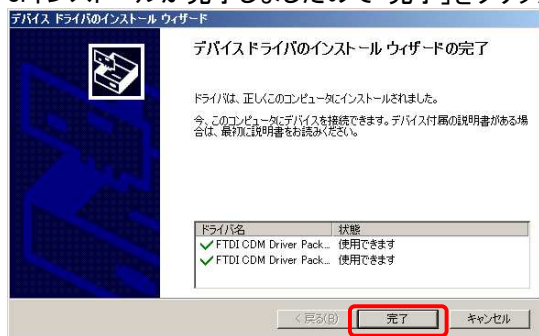 デバイス ドライバのインストール ウィザード
デバイス ドライバのインストール ウィザードの完了
ドライバは、正しくこのコンピュータにインストールされました。
今、このコンピュータにデバイスを接続できます。デバイス付属の説明書がある場
合は、最初に説明書をお読みください。
ドライバ名 状態
FTDI CDM Driver Pack... 使用できます
FTDI CDM Driver Pack... 使用できます
< 戻る(B) 完了 キャンセル